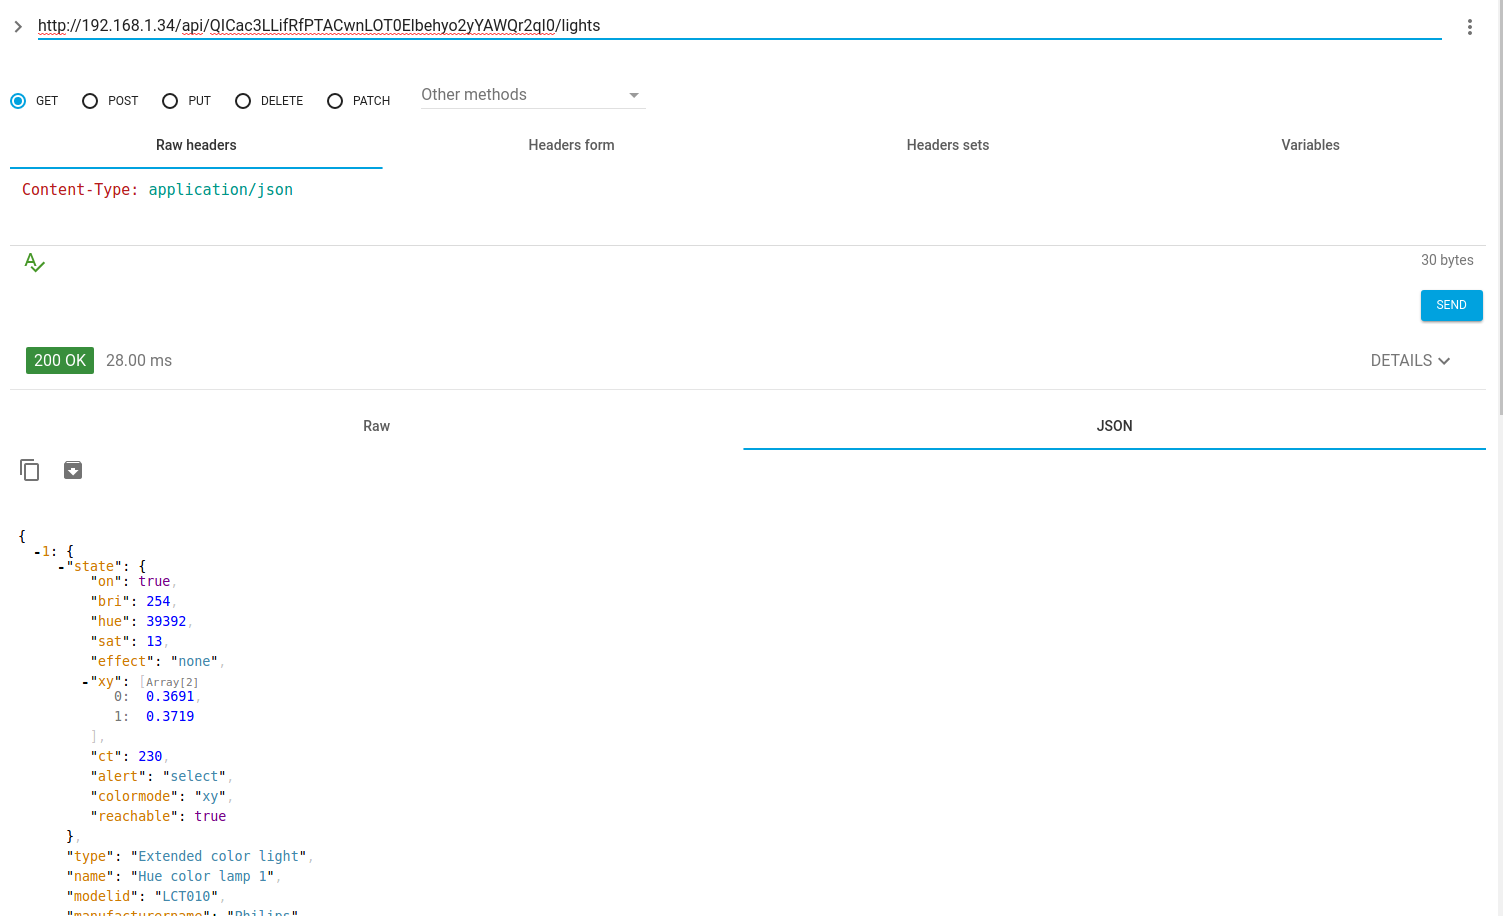 http://192.168.1.34/api/QICac3LLifRfPTACwnLOT0Elbehyo2yYAWQr2ql0/lights
GET POST PUT DELETE PATCH Other methods
Raw headers Headers form Headers sets Variables
Content-Type: application/json
30 bytes
SEND
200 OK 28.00 ms DETAILS
Raw JSON
{
-1: {
-"state": {
"on": true,
"bri": 254,
"hue": 39392,
"sat": 13,
"effect": "none",
-"xy": [Array[2]
0: 0.3691,
1: 0.3719
],
"ct": 230,
"alert": "select",
"colormode": "xy",
"reachable": true
},
"type": "Extended color light",
"name": "Hue color lamp 1",
"modelid": "LCT010",
"manufacturername": "Philips"